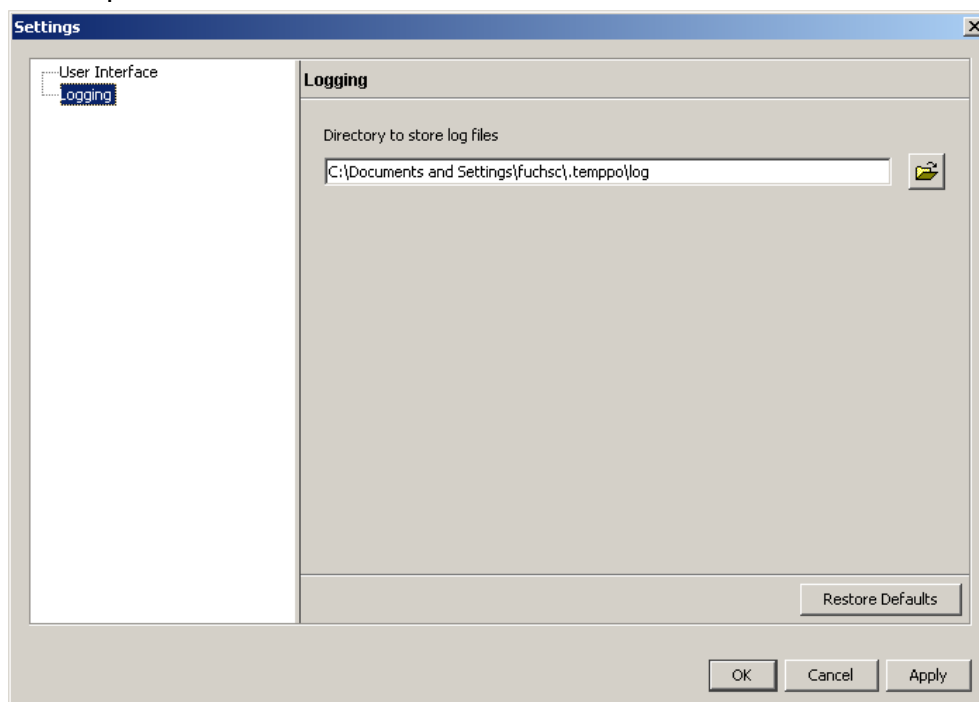 Settings
User Interface
Logging
Logging
Directory to store log files
C:\Documents and Settings\fuchsc\.temppo\log
Restore Defaults
OK
Cancel
Apply